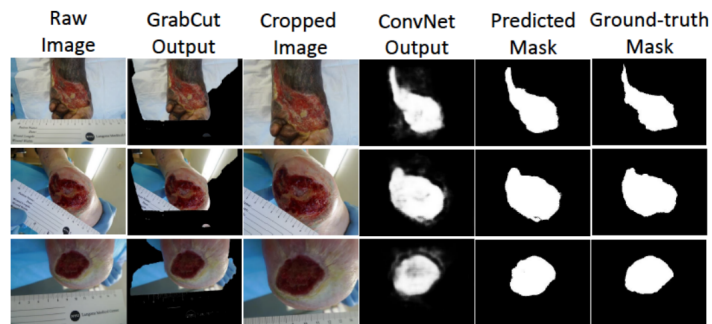 Raw Image
GrabCut Output
Cropped Image
ConvNet Output
Predicted Mask
Ground-truth Mask